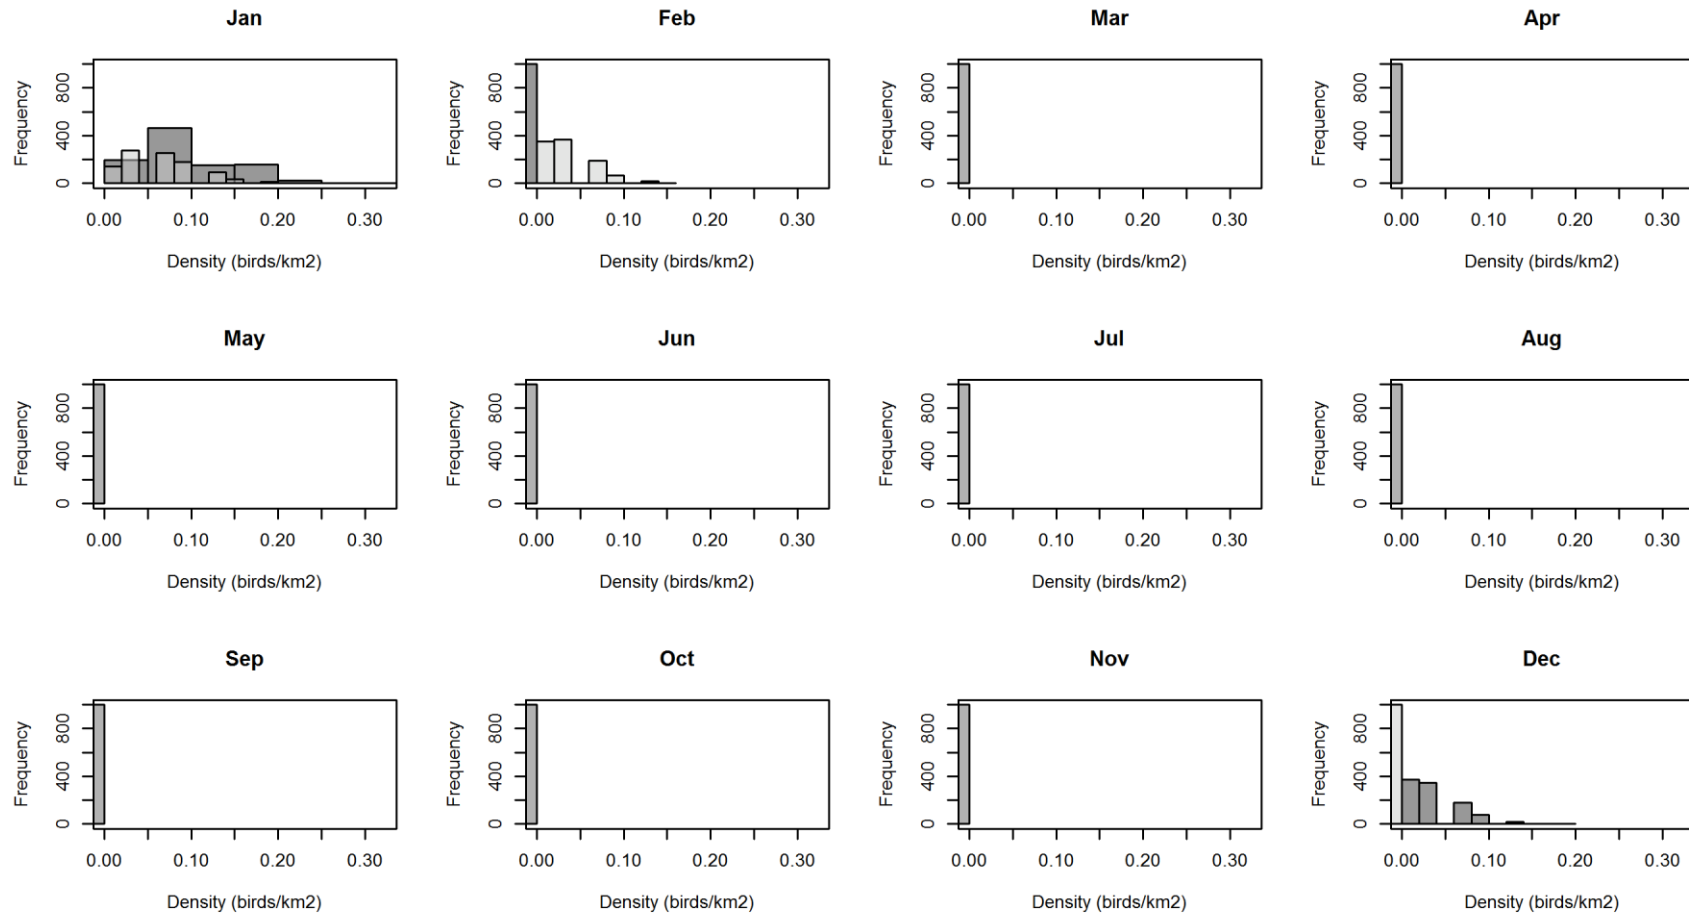 Jan Feb Mar Apr
Frequency 0 400 800 Frequency 0 400 800 Frequency 0 400 800 Frequency 0 400 800
0.00 0.10 0.20 0.30 0.00 0.10 0.20 0.30 0.00 0.10 0.20 0.30 0.00 0.10 0.20 0.30
Density (birds/km2) Density (birds/km2) Density (birds/km2) Density (birds/km2)
May Jun Jul Aug
Frequency 0 400 800 Frequency 0 400 800 Frequency 0 400 800 Frequency 0 400 800
0.00 0.10 0.20 0.30 0.00 0.10 0.20 0.30 0.00 0.10 0.20 0.30 0.00 0.10 0.20 0.30
Density (birds/km2) Density (birds/km2) Density (birds/km2) Density (birds/km2)
Sep Oct Nov Dec
Frequency 0 400 800 Frequency 0 400 800 Frequency 0 400 800 Frequency 0 400 800
0.00 0.10 0.20 0.30 0.00 0.10 0.20 0.30 0.00 0.10 0.20 0.30 0.00 0.10 0.20 0.30
Density (birds/km2) Density (birds/km2) Density (birds/km2) Density (birds/km2)